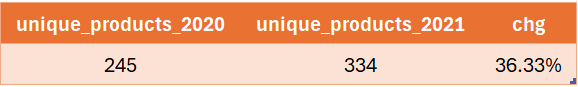 unique_products_2020 unique_products_2021 chg
245 334 36.33%